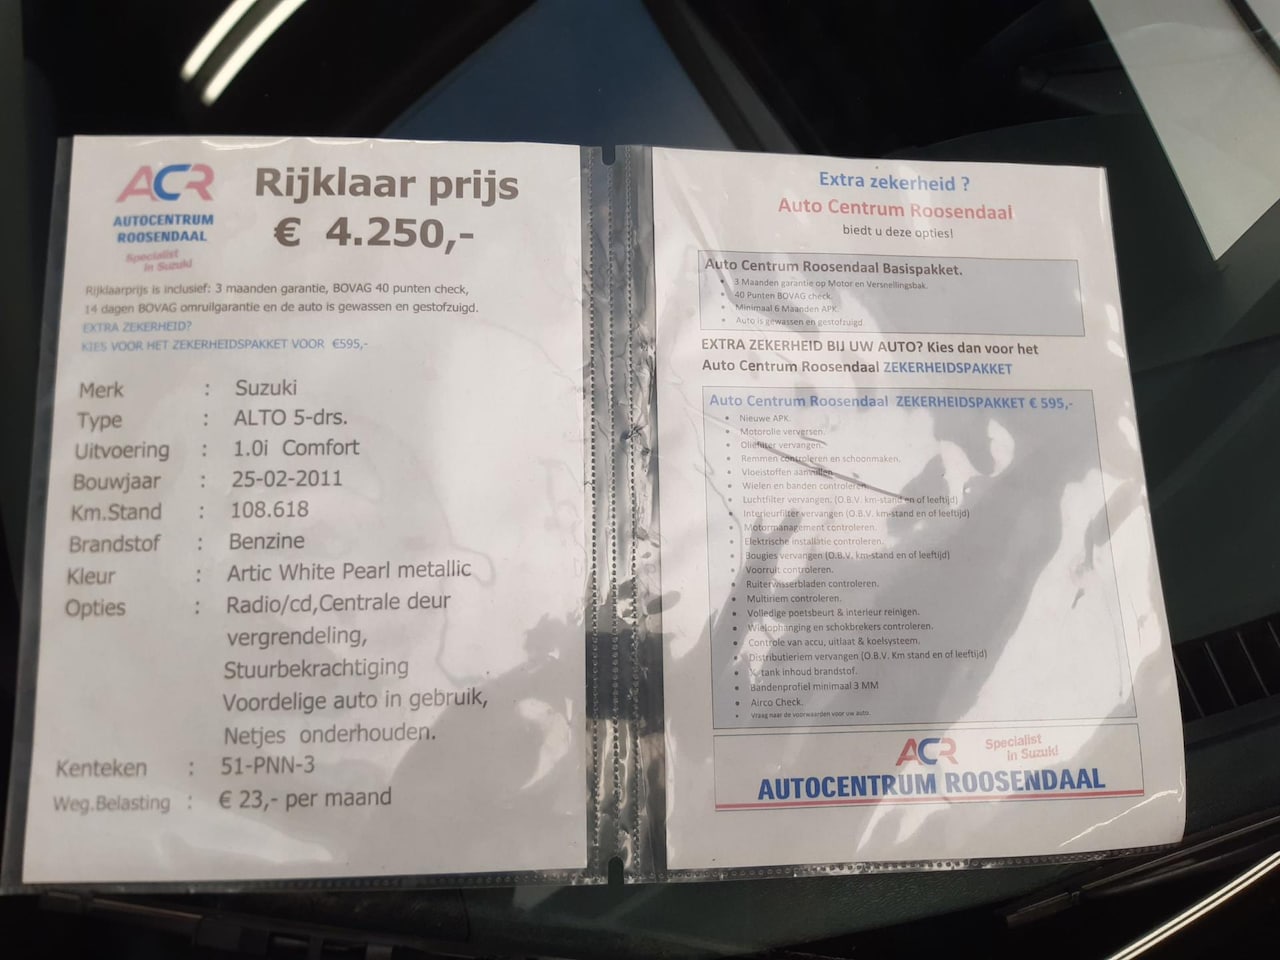 ACR
AUTOCENTRUM
ROOSENDAAL
Specialist
in Suzuki
Rijklaar prijs
€ 4.250,-
Rijklaarprijs is inclusief: 3 maanden garantie, BOVAG 40 punten check,
14 dagen BOVAG omruilgarantie en de auto is gewassen en gestofzuigd.
EXTRA ZEKERHEID?
KIES VOOR HET ZEKERHEIDSPAKKET VOOR €595,-
Merk : Suzuki
Type : ALTO 5-drs.
Uitvoering : 1.0i Comfort
Bouwjaar : 25-02-2011
Km.Stand : 108.618
Brandstof : Benzine
Kleur : Artic White Pearl metallic
Opties : Radio/cd,Centrale deur
vergrendeling,
Stuurbekrachtiging
Voordelige auto in gebruik,
Netjes onderhouden.
Kenteken : 51-PNN-3
Weg.Belasting : € 23,- per maand
Extra zekerheid ?
Auto Centrum Roosendaal
biedt u deze opties!
Auto Centrum Roosendaal Basispakket.
• 3 Maanden garantie op Motor en Versnellingsbak.
• 40 Punten BOVAG check.
• Minimaal 6 Maanden APK.
• Auto is gewassen en gestofzuigd.
EXTRA ZEKERHEID BIJ UW AUTO? Kies dan voor het
Auto Centrum Roosendaal ZEKERHEIDSPAKKET
Auto Centrum Roosendaal ZEKERHEIDSPAKKET € 595,-
• Nieuwe APK.
• Motorolie verversen.
• Oliefilter vervangen.
• Remmen controleren en schoonmaken.
• Vloeistoffen aanvullen
• Wielen en banden controleren.
• Luchtfilter vervangen. (O.B.V. km-stand en of leeftijd)
• Interieurfilter vervangen (O.B.V. km-stand en of leeftijd)
• Motormanagement controleren.
• Elektrische installatie controleren.
• Bougies vervangen (O.B.V. km-stand en of leeftijd)
• Voorruit controleren.
• Ruiterwisserbladen controleren.
• Multiriem controleren.
• Volledige poetsbeurt & interieur reinigen.
• Wielophanging en schokbrekers controleren.
• Controle van accu, uitlaat & koelsysteem.
• Distributieriem vervangen (O.B.V. Km stand en of leeftijd)
• tank inhoud brandstof.
• Bandenprofiel minimaal 3 MM
• Airco Check.
• Vraag naar de voorwaarden voor uw auto.
ACR
Specialist
in Suzuki
AUTOCENTRUM ROOSENDAAL